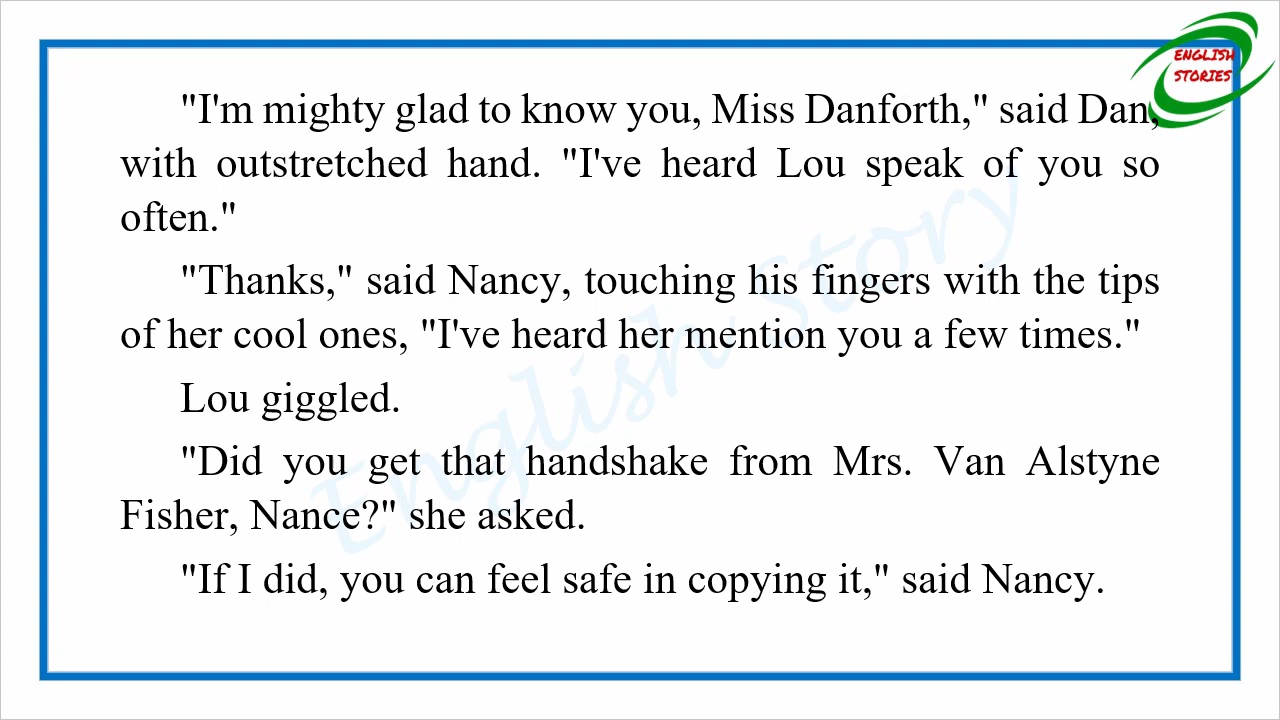 ENGLISH
STORIES
"I'm mighty glad to know you, Miss Danforth," said Dan,
with outstretched hand. "I've heard Lou speak of you so
often."
"Thanks," said Nancy, touching his fingers with the tips
of her cool ones, "I've heard her mention you a few times."
Lou giggled.
"Did you get that handshake from Mrs. Van Alstyne
Fisher, Nance?" she asked.
"If I did, you can feel safe in copying it," said Nancy.
English Story